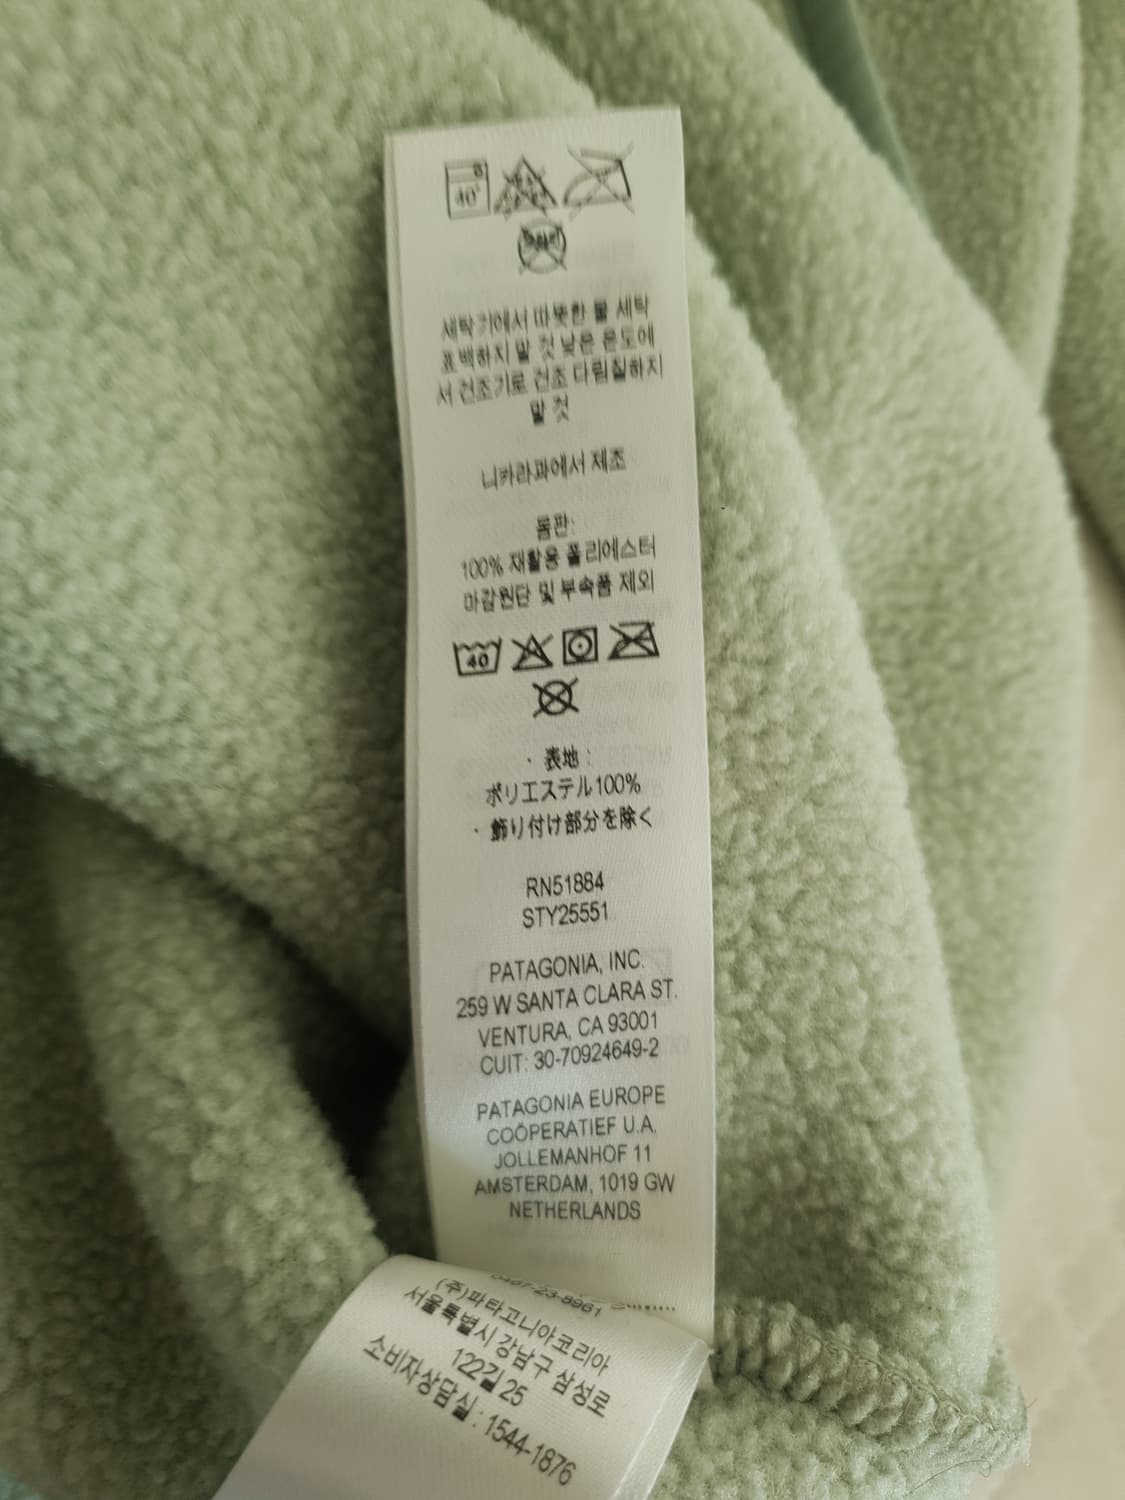 40
세탁기에서 따뜻한 물 세탁
표백하지 말 것 낮은 온도에
서 건조기로 건조 다림질하지
말 것
니카라과에서 제조
몸판:
100% 재활용 폴리에스터
마감원단 및 부속품 제외
40
・ 表地 :
ポリエステル100%
・ 飾り付け部分を除く
RN51884
STY25551
PATAGONIA, INC.
259 W SANTA CLARA ST.
VENTURA, CA 93001
CUIT: 30-70924649-2
PATAGONIA EUROPE
COÖPERATIEF U.A.
JOLLEMANHOF 11
AMSTERDAM, 1019 GW
NETHERLANDS
0467-23-8961
(주)파타고니아코리아
서울특별시 강남구 삼성로
122길 25
소비자상담실 : 1544-1876